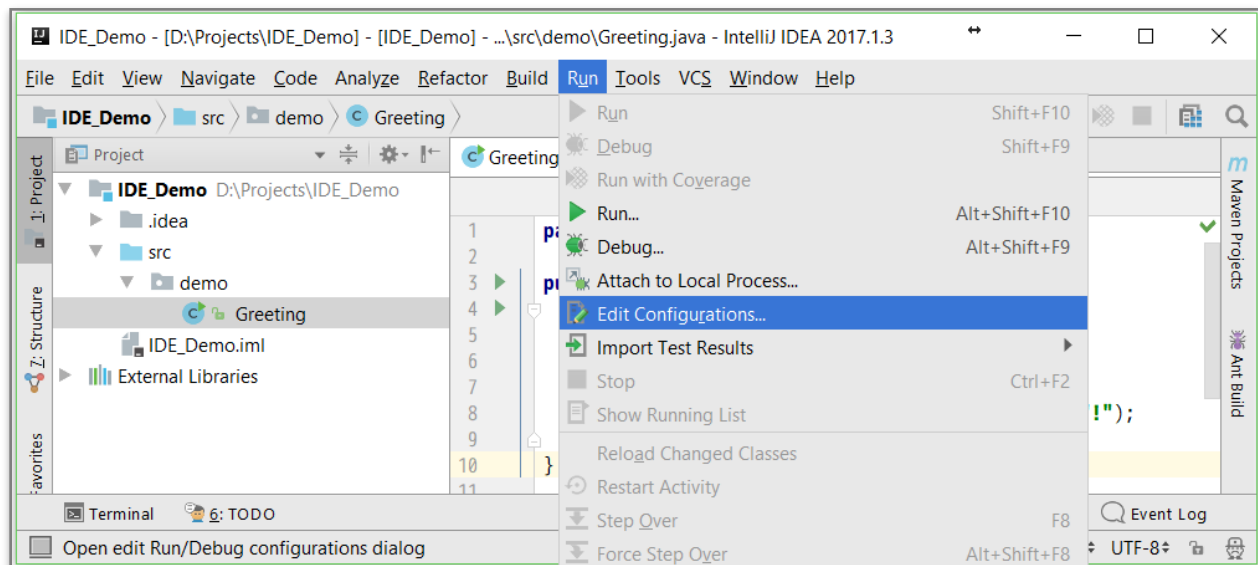 IDE_Demo - [D:\Projects\IDE_Demo] - [IDE_Demo] - ...\src\demo\Greeting.java - IntelliJ IDEA 2017.1.3
File Edit View Navigate Code Analyze Refactor Build Run Tools VCS Window Help
IDE_Demo src demo Greeting
Project
Greeting
1: Project
Z: Structure
IDE_Demo D:\Projects\IDE_Demo
.idea
src
demo
Greeting
IDE_Demo.iml
External Libraries
1
2
3
4
5
6
7
8 !");
9
10 }
11
Run Shift+F10
Debug Shift+F9
Run with Coverage
Run... Alt+Shift+F10
Debug... Alt+Shift+F9
Attach to Local Process...
Edit Configurations...
Import Test Results
Stop Ctrl+F2
Show Running List
Reload Changed Classes
Restart Activity
Step Over F8
Force Step Over Alt+Shift+F8
Maven Projects
Ant Build
Terminal 6: TODO Event Log
Open edit Run/Debug configurations dialog UTF-8